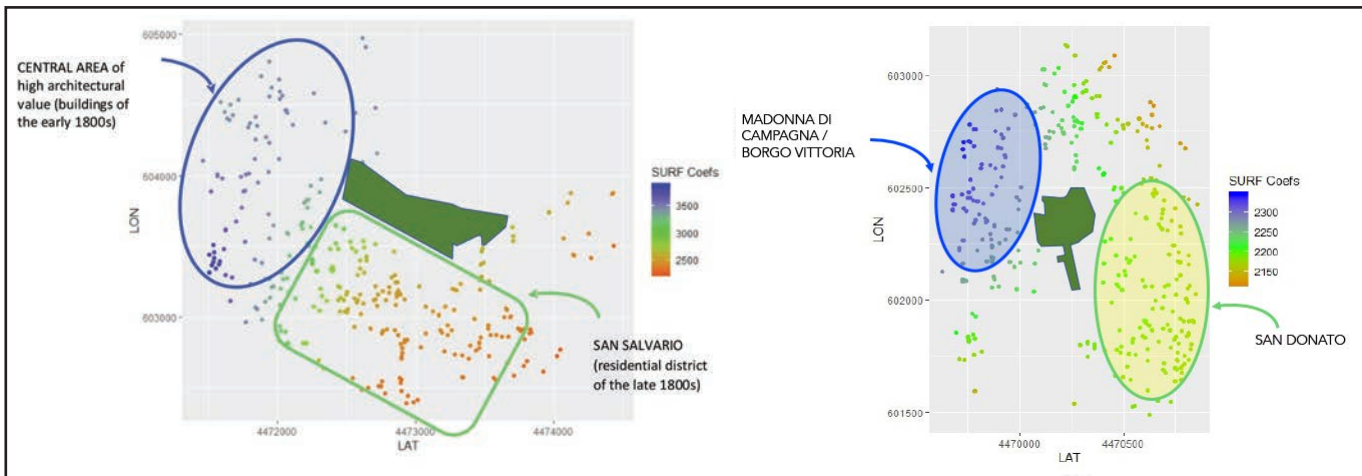 CENTRAL AREA of
high architectural
value (buildings of
the early 1800s)
605000
604000
603000
LON
4472000
4473000
4474000
LAT
SURF Coefs
3500
3000
2500
SAN SALVARIO
(residential district
of the late 1800s)
MADONNA DI
CAMPAGNA /
BORGO VITTORIA
603000
602500
602000
601500
LON
4470000
4470500
LAT
SURF Coefs
2300
2250
2200
2150
SAN DONATO